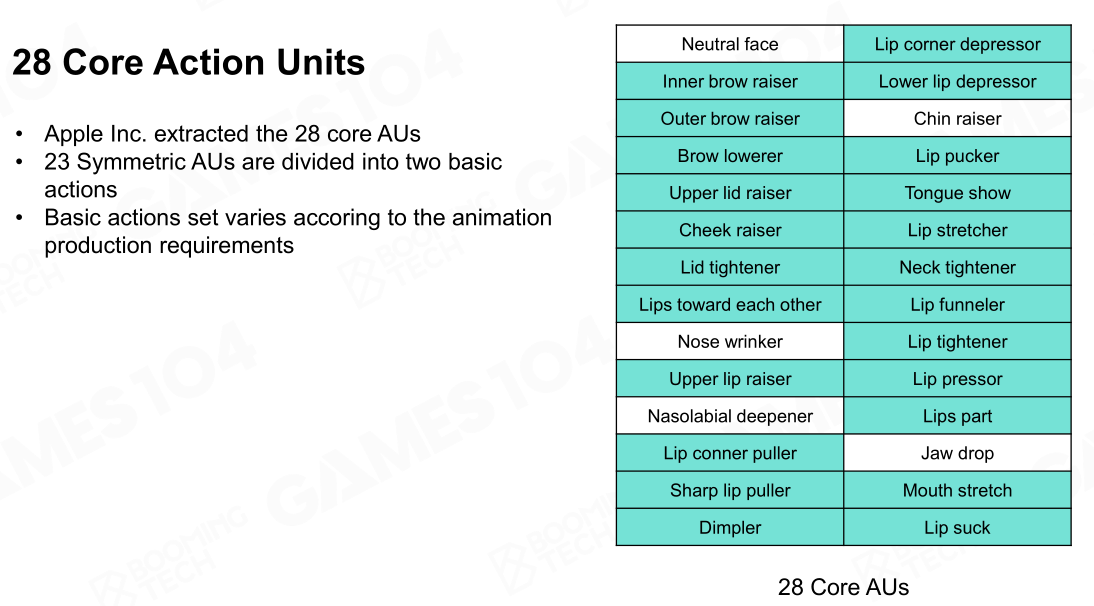 28 Core Action Units
• Apple Inc. extracted the 28 core AUs
• 23 Symmetric AUs are divided into two basic
actions
• Basic actions set varies accoring to the animation
production requirements
Neutral face Lip corner depressor
Inner brow raiser Lower lip depressor
Outer brow raiser Chin raiser
Brow lowerer Lip pucker
Upper lid raiser Tongue show
Cheek raiser Lip stretcher
Lid tightener Neck tightener
Lips toward each other Lip funneler
Nose wrinker Lip tightener
Upper lip raiser Lip pressor
Nasolabial deepener Lips part
Lip conner puller Jaw drop
Sharp lip puller Mouth stretch
Dimpler Lip suck
28 Core AUs
GAMES104
BOOMING
TECH